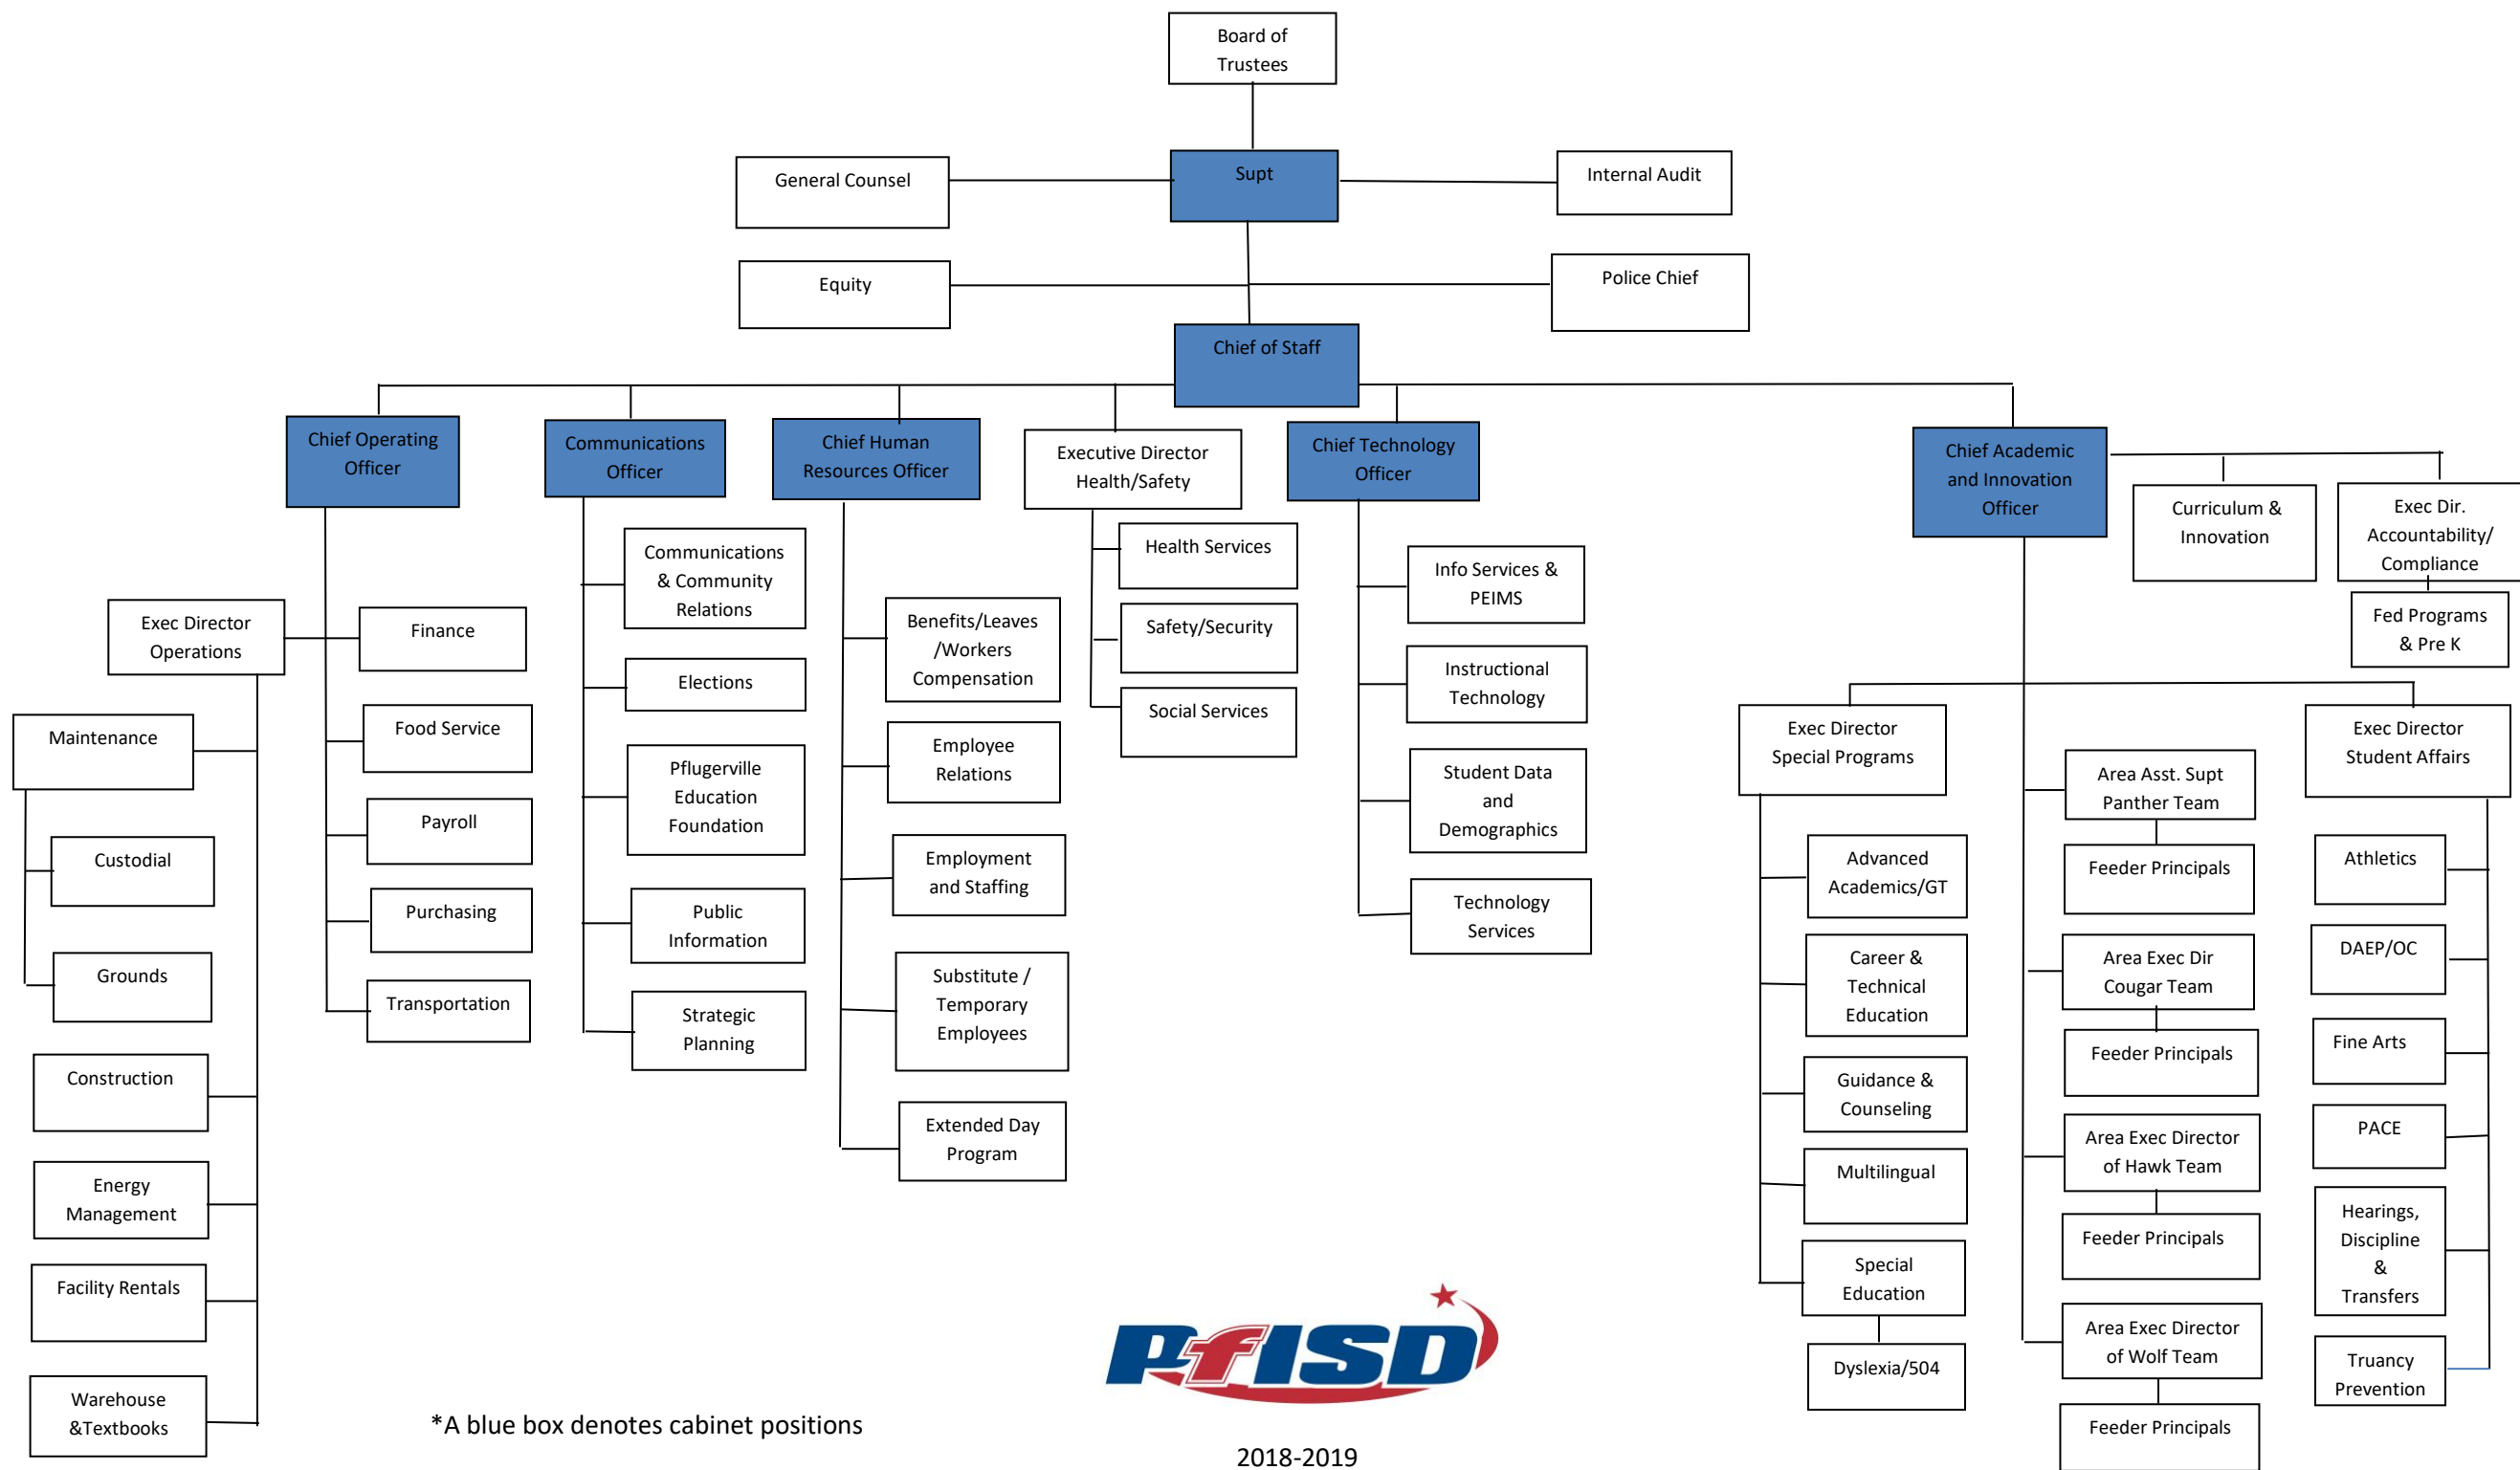 Board of
Trustees
General Counsel
Supt
Internal Audit
Equity
Police Chief
Chief of Staff
Chief Operating
Officer
Communications
Officer
Chief Human
Resources Officer
Executive Director
Health/Safety
Chief Technology
Officer
Chief Academic
and Innovation
Officer
Curriculum &
Innovation
Exec Dir.
Accountability/
Compliance
Fed Programs
& Pre K
Exec Director
Operations
Finance
Food Service
Payroll
Purchasing
Transportation
Maintenance
Custodial
Grounds
Construction
Energy
Management
Facility Rentals
Warehouse
&Textbooks
Communications
& Community
Relations
Elections
Pflugerville
Education
Foundation
Public
Information
Strategic
Planning
Benefits/Leaves
/Workers
Compensation
Employee
Relations
Employment
and Staffing
Substitute /
Temporary
Employees
Extended Day
Program
Health Services
Safety/Security
Social Services
Info Services &
PEIMS
Instructional
Technology
Student Data
and
Demographics
Technology
Services
Exec Director
Special Programs
Advanced
Academics/GT
Career &
Technical
Education
Guidance &
Counseling
Multilingual
Special
Education
Dyslexia/504
Area Asst. Supt
Panther Team
Feeder Principals
Area Exec Dir
Cougar Team
Feeder Principals
Area Exec Director
of Hawk Team
Feeder Principals
Area Exec Director
of Wolf Team
Feeder Principals
Exec Director
Student Affairs
Athletics
DAEP/OC
Fine Arts
PACE
Hearings,
Discipline
&
Transfers
Truancy
Prevention
PfISD
*A blue box denotes cabinet positions
2018-2019